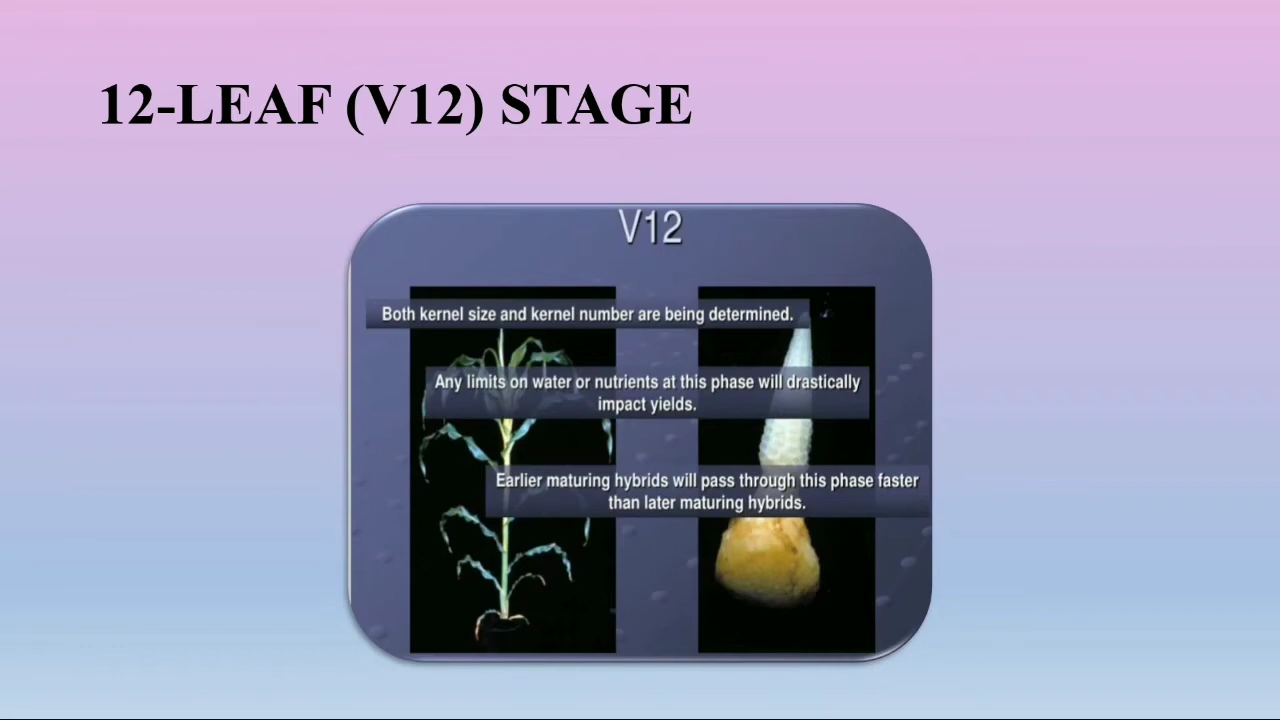 12-LEAF (V12) STAGE
V12
Both kernel size and kernel number are being determined.
Any limits on water or nutrients at this phase will drastically
impact yields.
Earlier maturing hybrids will pass through this phase faster
than later maturing hybrids.